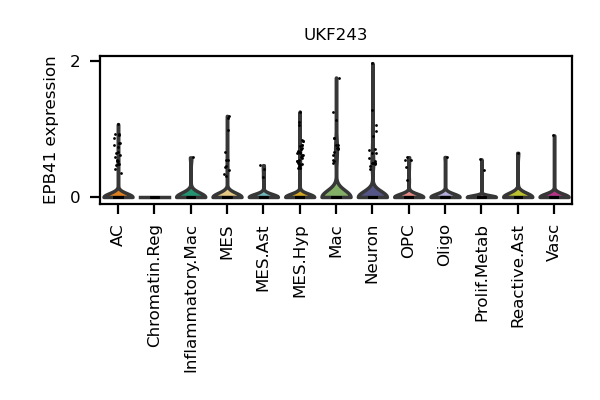 UKF243
EPB41 expression
2
0
AC
Chromatin.Reg
Inflammatory.Mac
MES
MES.Ast
MES.Hyp
Mac
Neuron
OPC
Oligo
Prolif.Metab
Reactive.Ast
Vasc